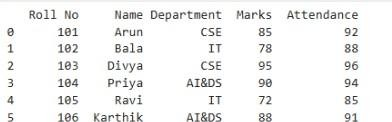 Roll No Name Department Marks Attendance
0 101 Arun CSE 85 92
1 102 Bala IT 78 88
2 103 Divya CSE 95 96
3 104 Priya AI&DS 90 94
4 105 Ravi IT 72 85
5 106 Karthik AI&DS 88 91